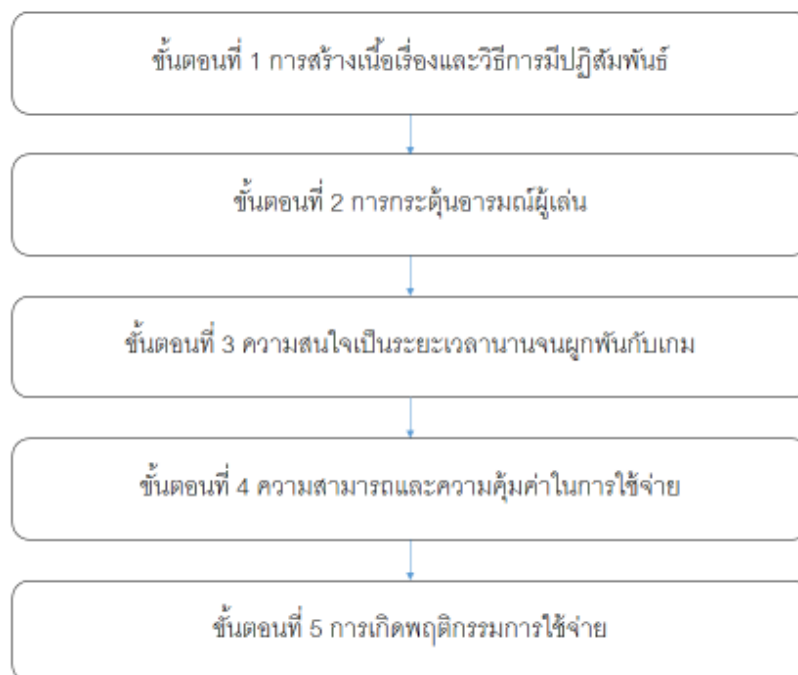 ขั้นตอนที่ 1 การสร้างเนื้อเรื่องและวิธีการมีปฏิสัมพันธ์
ขั้นตอนที่ 2 การกระตุ้นอารมณ์ผู้เล่น
ขั้นตอนที่ 3 ความสนใจเป็นระยะเวลานานจนผูกพันกับเกม
ขั้นตอนที่ 4 ความสามารถและความคุ้มค่าในการใช้จ่าย
ขั้นตอนที่ 5 การเกิดพฤติกรรมการใช้จ่าย